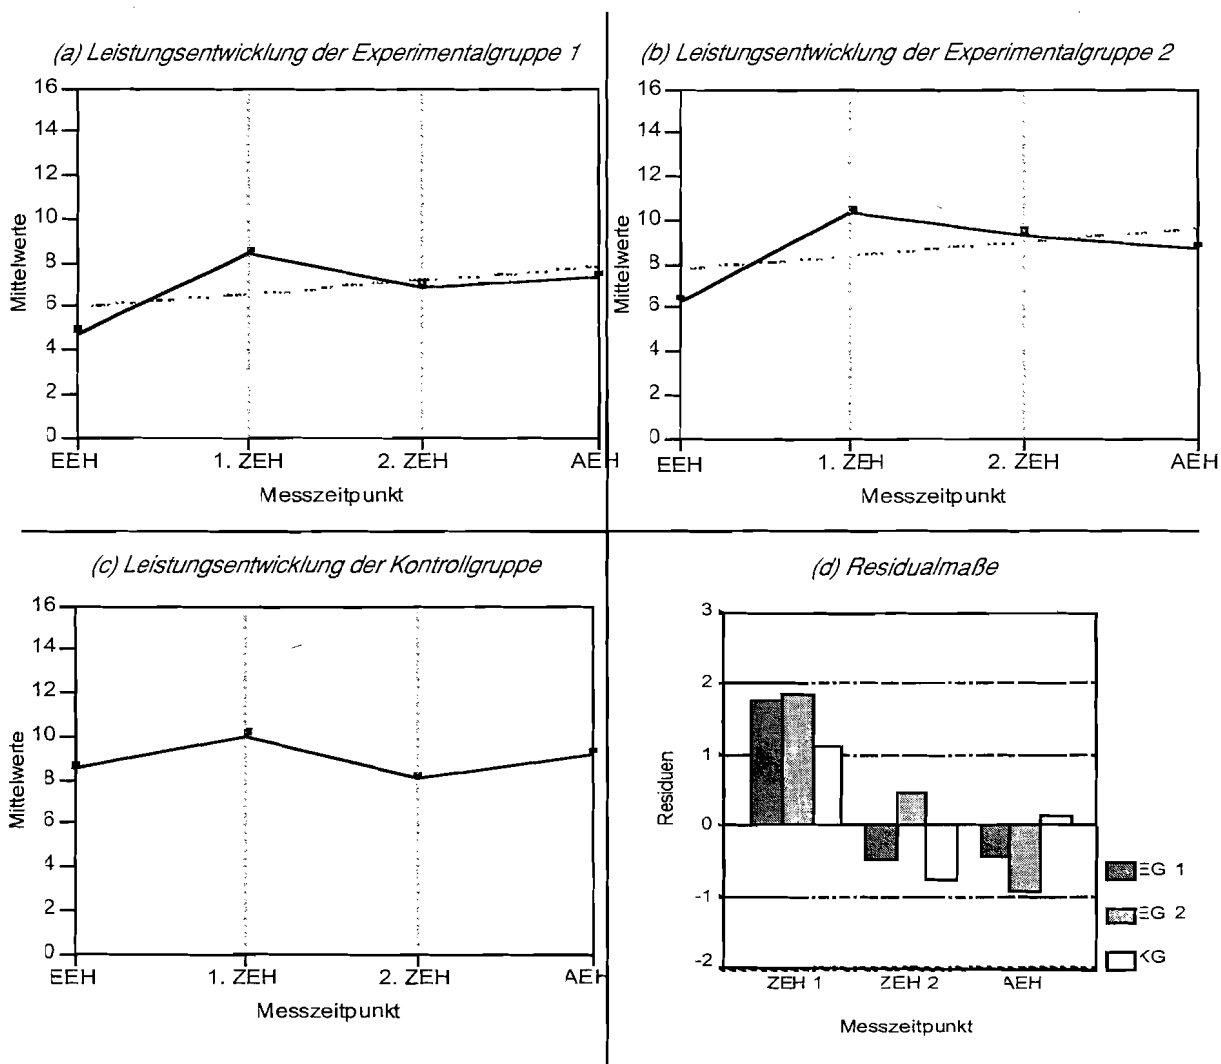 (a) Leistungsentwicklung der Experimentalgruppe 1
16
14
12
10
8
6
4
2
0
Mittelwerte
EEH 1. ZEH 2. ZEH AEH
Messzeitpunkt
(b) Leistungsentwicklung der Experimentalgruppe 2
16
14
12
10
8
6
4
2
0
Mittelwerte
EEH 1. ZEH 2. ZEH AEH
Messzeitpunkt
(c) Leistungsentwicklung der Kontrollgruppe
16
14
12
10
8
6
4
2
0
Mittelwerte
EEH 1. ZEH 2. ZEH AEH
Messzeitpunkt
(d) Residualmaße
3
2
1
0
-1
-2
Residuen
ZEH 1 ZEH 2 AEH
Messzeitpunkt
EG 1
EG 2
KG